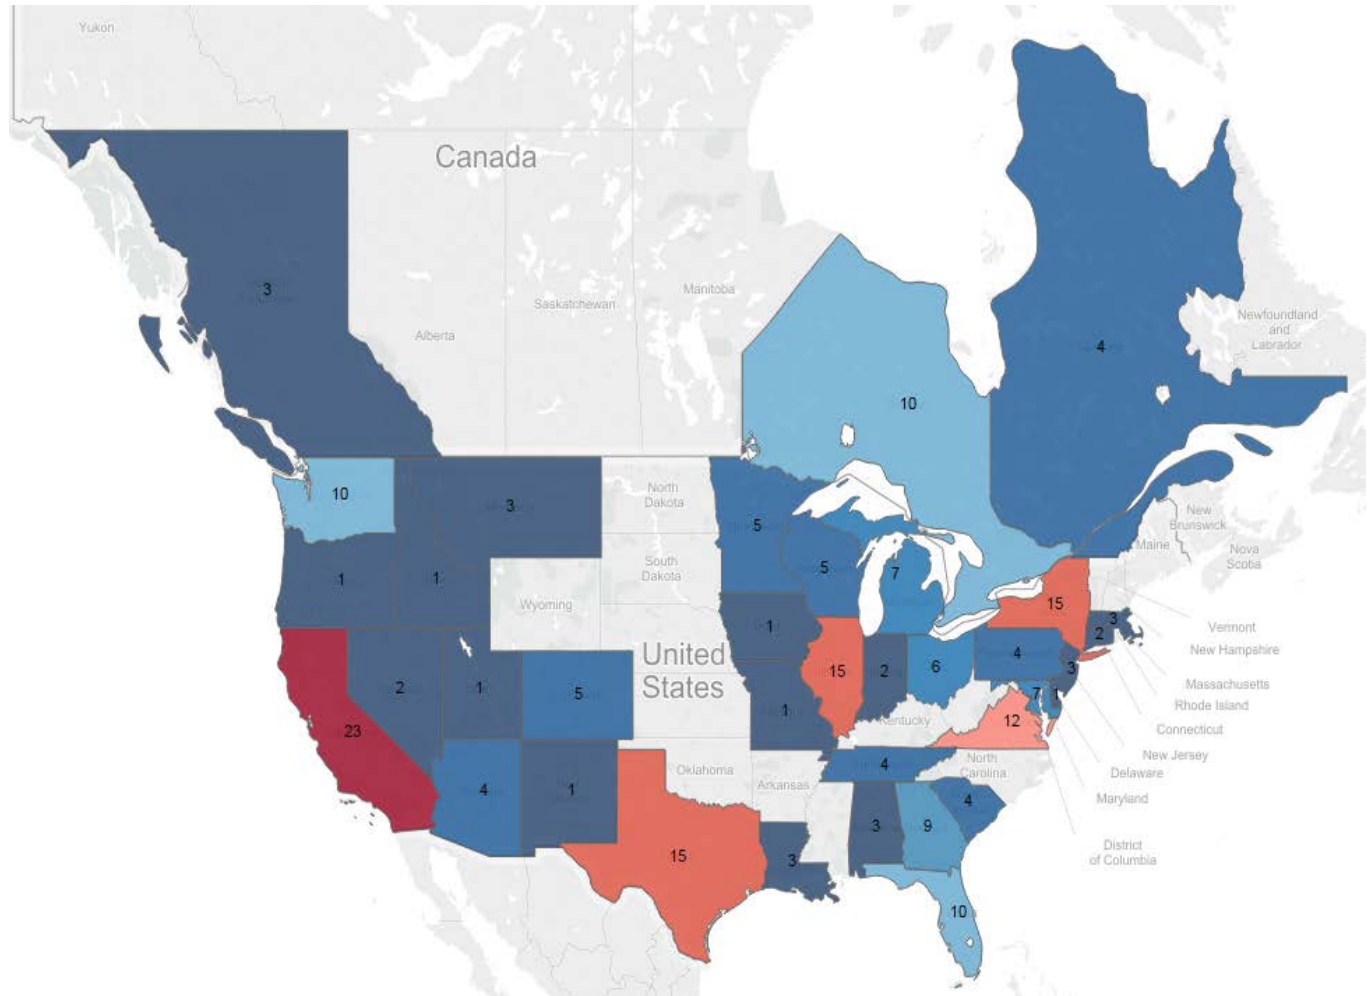 Yukon
Canada
3
Alberta
Saskatchewan
Manitoba
Newfoundland
and
Labrador
4
10
10
3
North
Dakota
5
New
Brunswick
Maine
Nova
Scotia
1
1
South
Dakota
Wyoming
5
7
1
15
3
2
Vermont
New Hampshire
United
States
15
2
6
4
3
Massachusetts
Rhode Island
2
1
5
1
7
1
Connecticut
23
Kentucky
12
New Jersey
4
1
Oklahoma
Arkansas
4
North
Carolina
Delaware
Maryland
4
15
3
3
9
District
of Columbia
10